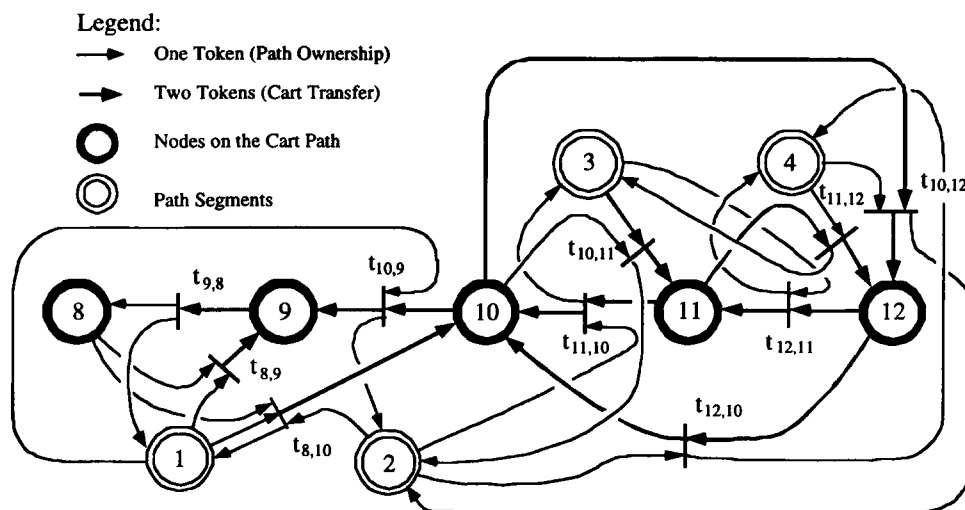 Legend:
One Token (Path Ownership)
Two Tokens (Cart Transfer)
Nodes on the Cart Path
Path Segments
3
4
t11,12
t10,12
t10,11
t10,9
t9,8
8
9
10
11
12
t11,10
t12,11
t8,9
t12,10
t8,10
1
2